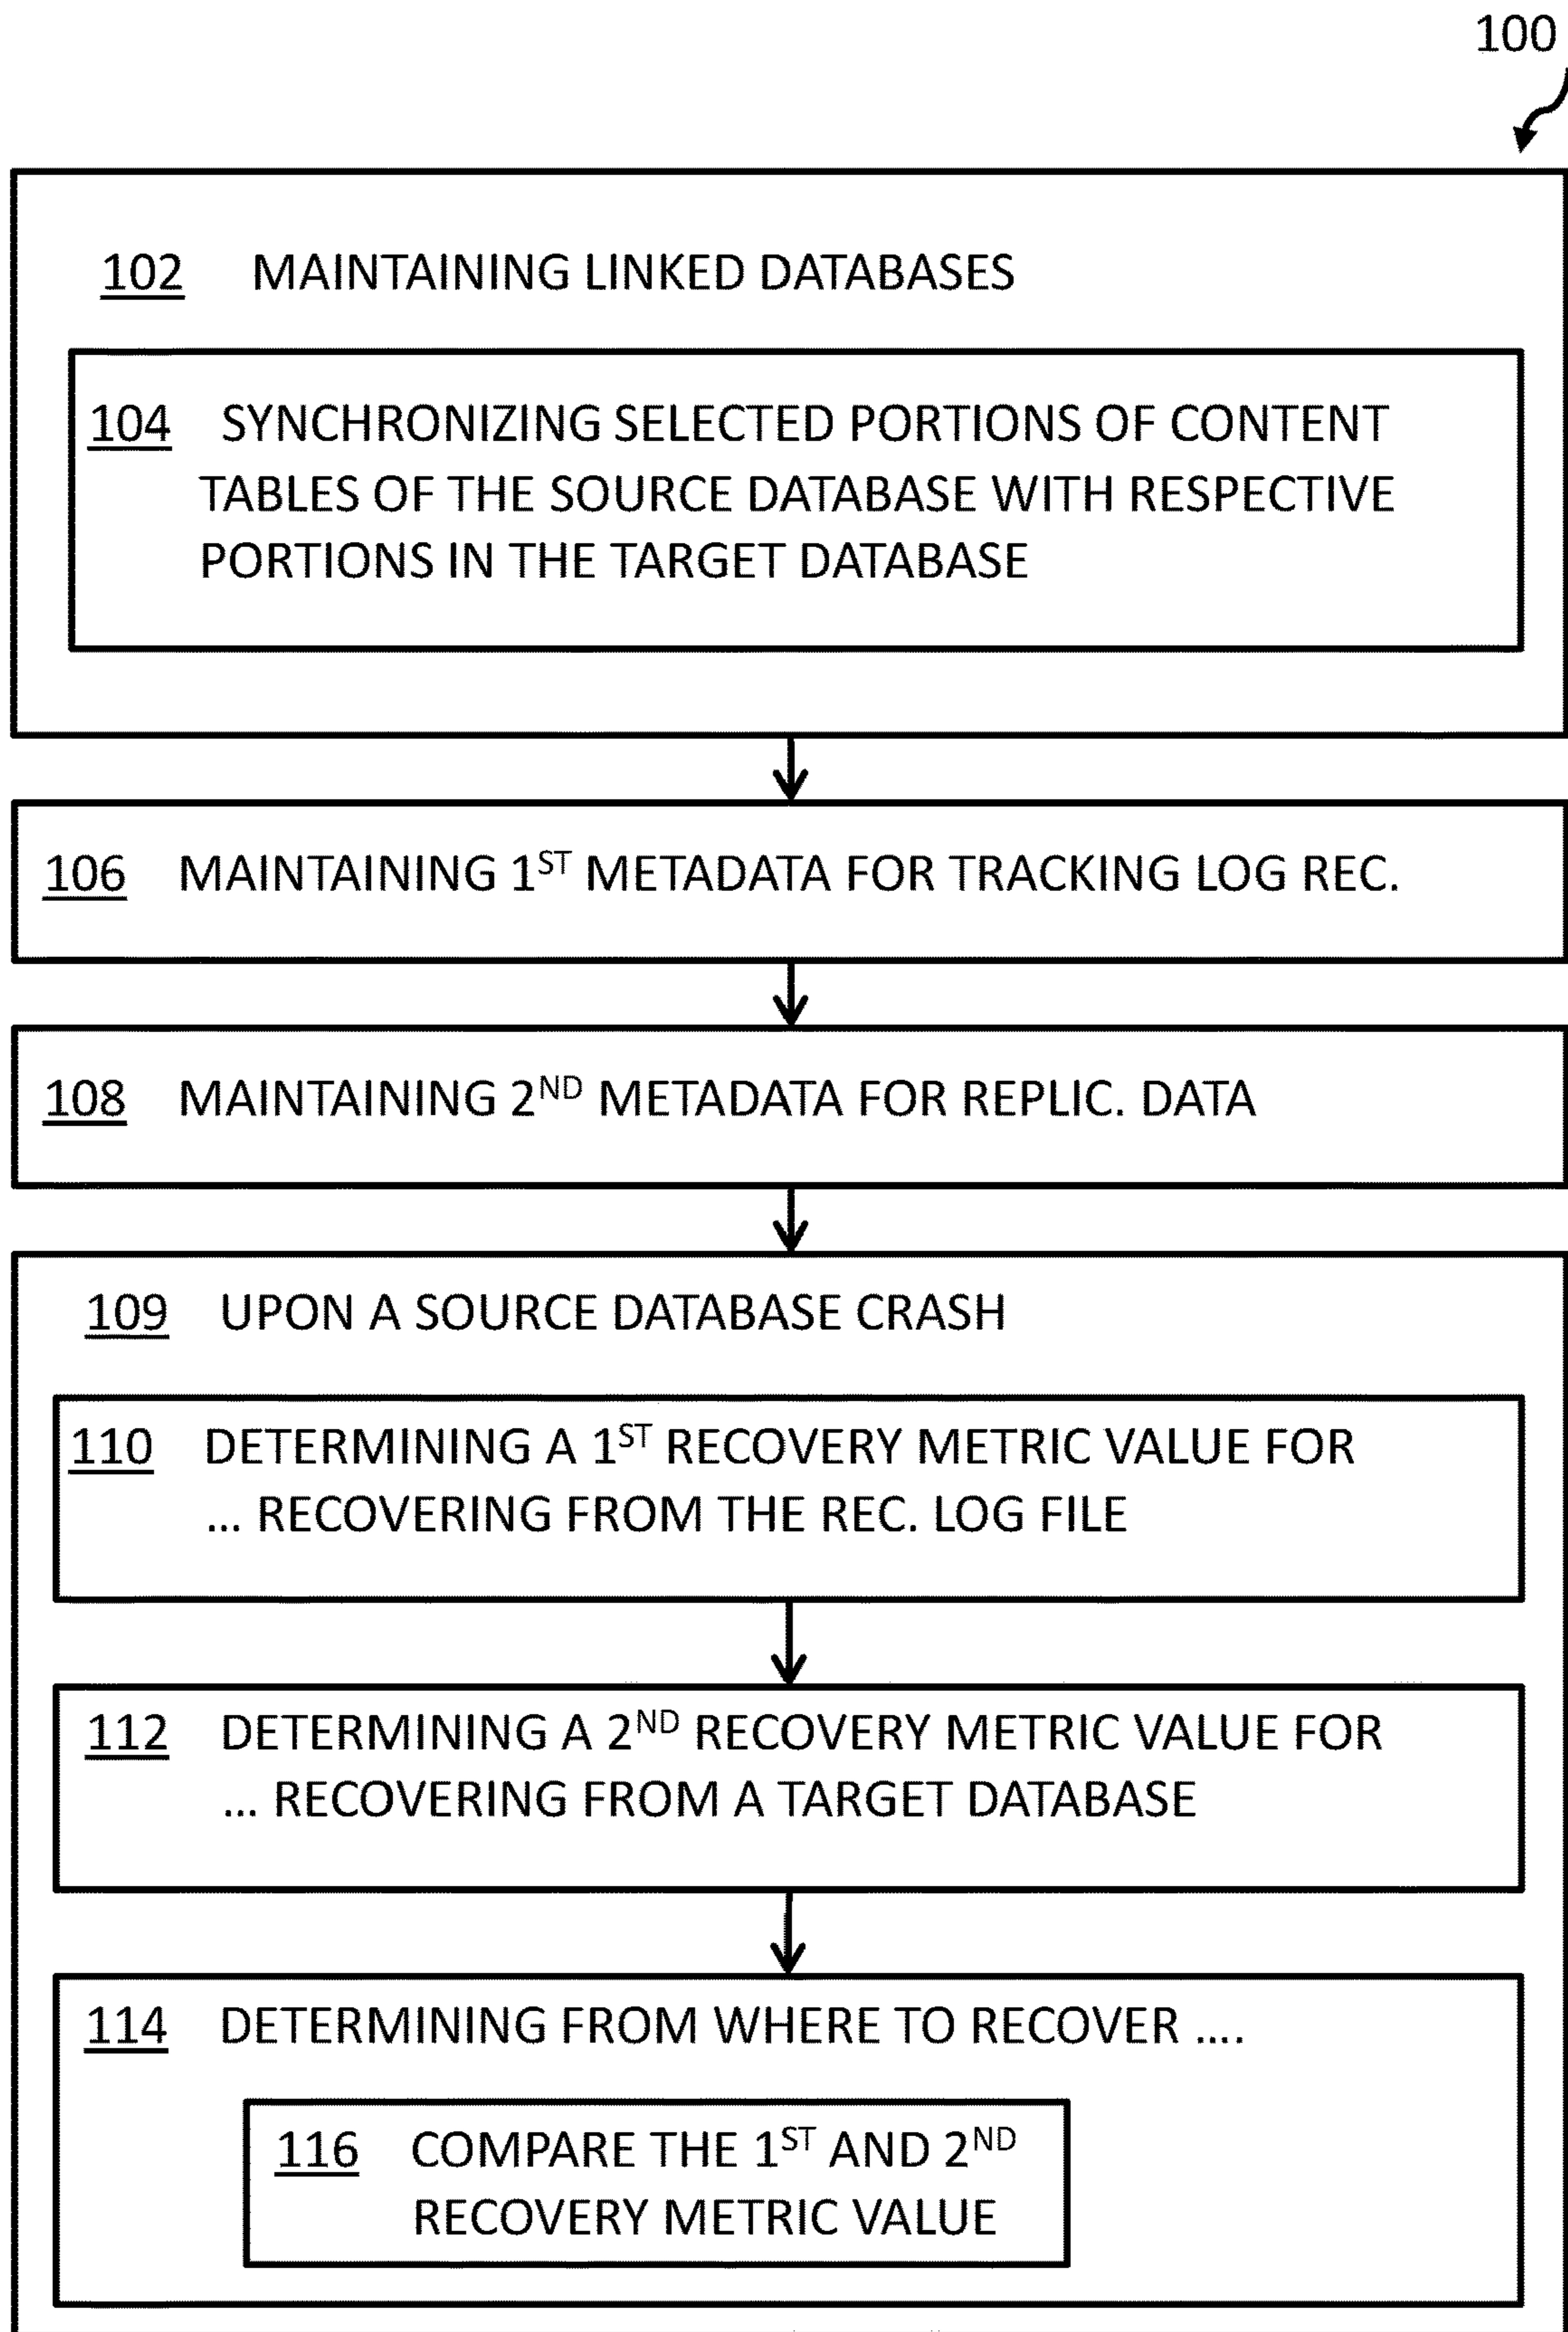 100
102 MAINTAINING LINKED DATABASES
104 SYNCHRONIZING SELECTED PORTIONS OF CONTENT
TABLES OF THE SOURCE DATABASE WITH RESPECTIVE
PORTIONS IN THE TARGET DATABASE
106 MAINTAINING 1ST METADATA FOR TRACKING LOG REC.
108 MAINTAINING 2ND METADATA FOR REPLIC. DATA
109 UPON A SOURCE DATABASE CRASH
110 DETERMINING A 1ST RECOVERY METRIC VALUE FOR
... RECOVERING FROM THE REC. LOG FILE
112 DETERMINING A 2ND RECOVERY METRIC VALUE FOR
... RECOVERING FROM A TARGET DATABASE
114 DETERMINING FROM WHERE TO RECOVER ....
116 COMPARE THE 1ST AND 2ND
RECOVERY METRIC VALUE